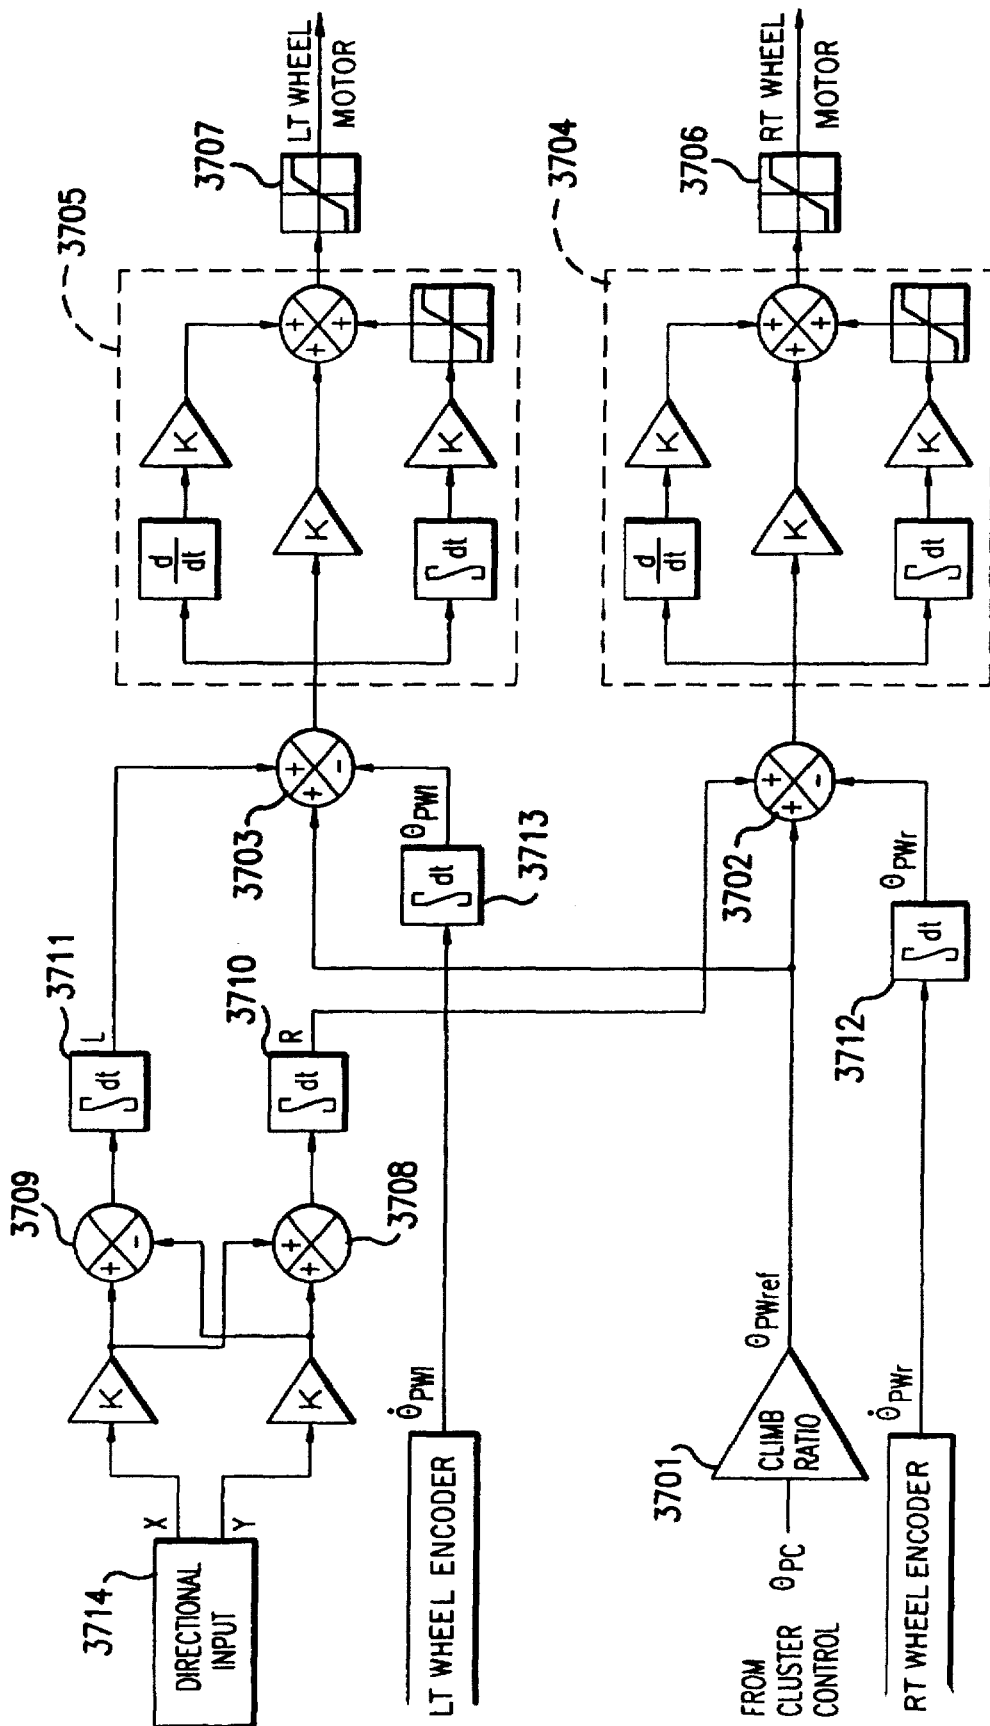 3714
DIRECTIONAL
INPUT
X
Y
K
K
3709
+
-
3708
+
+
3711
∫dt
L
3710
∫dt
R
LT WHEEL ENCODER
θ̇PWl
3713
∫dt
θPWl
3703
+
+
-
3705
d
dt
K
K
∫dt
K
+
+
+
3707
LT WHEEL
MOTOR
FROM
CLUSTER
CONTROL
θPC
3701
CLIMB
RATIO
θPWref
RT WHEEL ENCODER
θ̇PWr
3712
∫dt
θPWr
3702
+
+
-
3704
d
dt
K
K
∫dt
K
+
+
+
3706
RT WHEEL
MOTOR